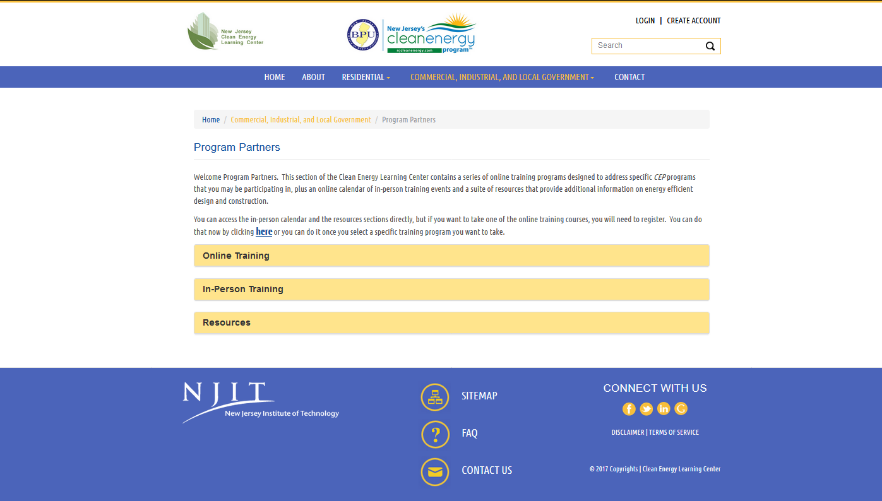 LOGIN | CREATE ACCOUNT
New Jersey
Clean Energy
Learning Center
BPU
New Jersey's
cleanenergy
njcleanenergy.com
program™
Search
HOME ABOUT RESIDENTIAL COMMERCIAL, INDUSTRIAL, AND LOCAL GOVERNMENT CONTACT
Home / Commercial, Industrial, and Local Government / Program Partners
Program Partners
Welcome Program Partners. This section of the Clean Energy Learning Center contains a series of online training programs designed to address specific CEP programs
that you may be participating in, plus an online calendar of in-person training events and a suite of resources that provide additional information on energy efficient
design and construction.
You can access the in-person calendar and the resources sections directly, but if you want to take one of the online training courses, you will need to register. You can do
that now by clicking here or you can do it once you select a specific training program you want to take.
Online Training
In-Person Training
Resources
NJIT
New Jersey Institute of Technology
SITEMAP
FAQ
CONTACT US
CONNECT WITH US
DISCLAIMER | TERMS OF SERVICE
© 2017 Copyrights | Clean Energy Learning Center